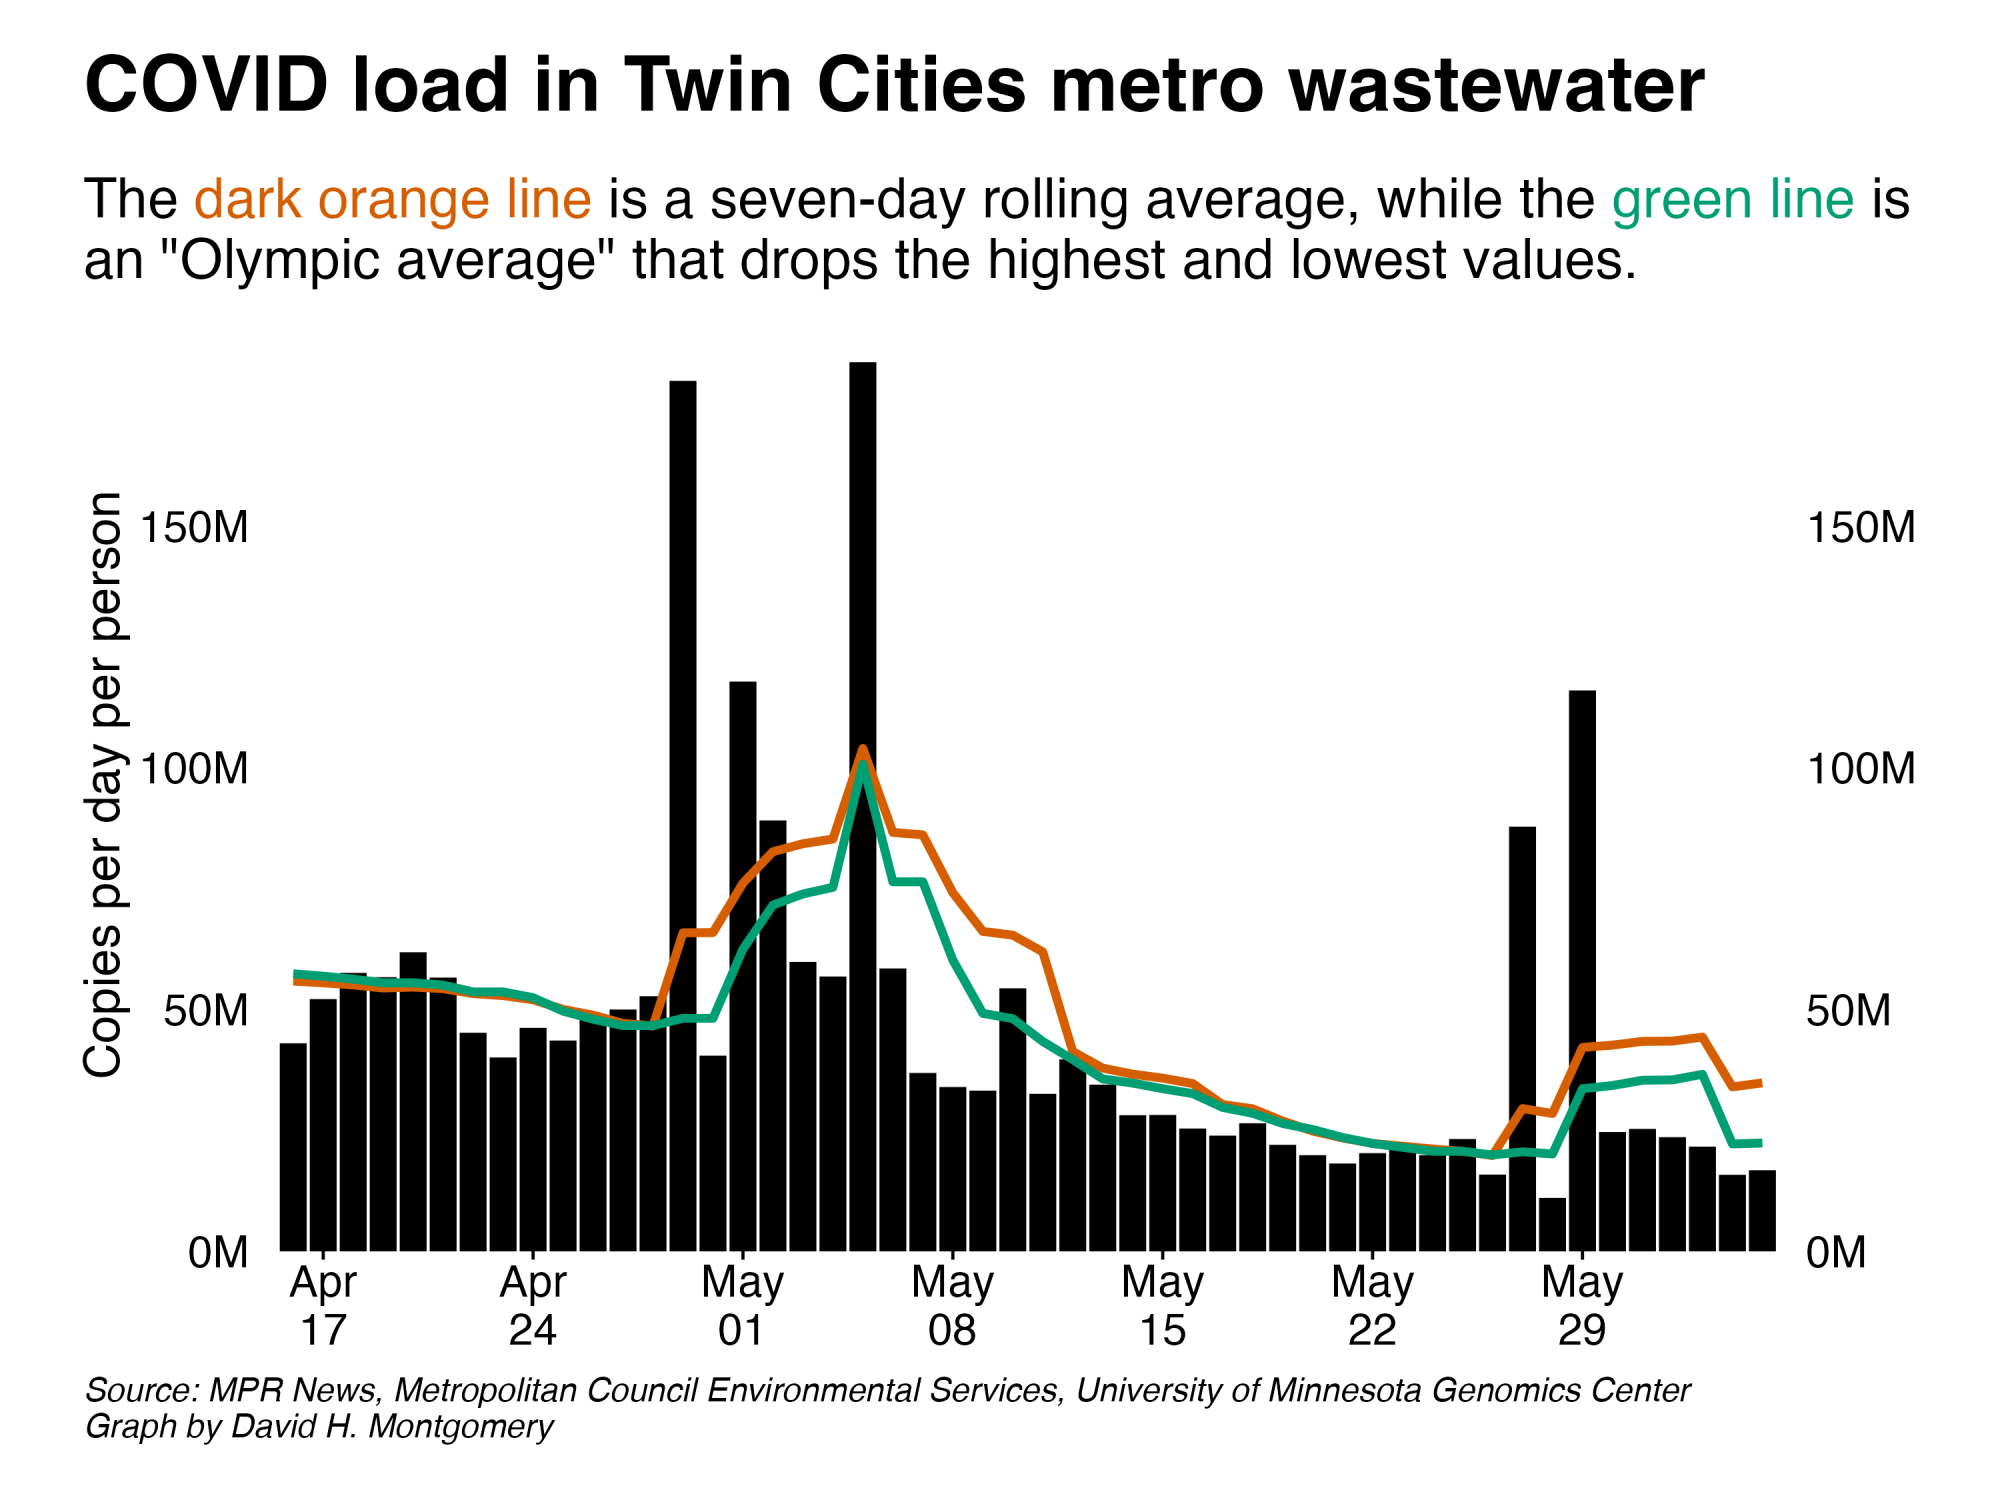 COVID load in Twin Cities metro wastewater
The dark orange line is a seven-day rolling average, while the green line is
an "Olympic average" that drops the highest and lowest values.
Copies per day per person
150M
100M
50M
0M
150M
100M
50M
0M
Apr
17
Apr
24
May
01
May
08
May
15
May
22
May
29
Source: MPR News, Metropolitan Council Environmental Services, University of Minnesota Genomics Center
Graph by David H. Montgomery